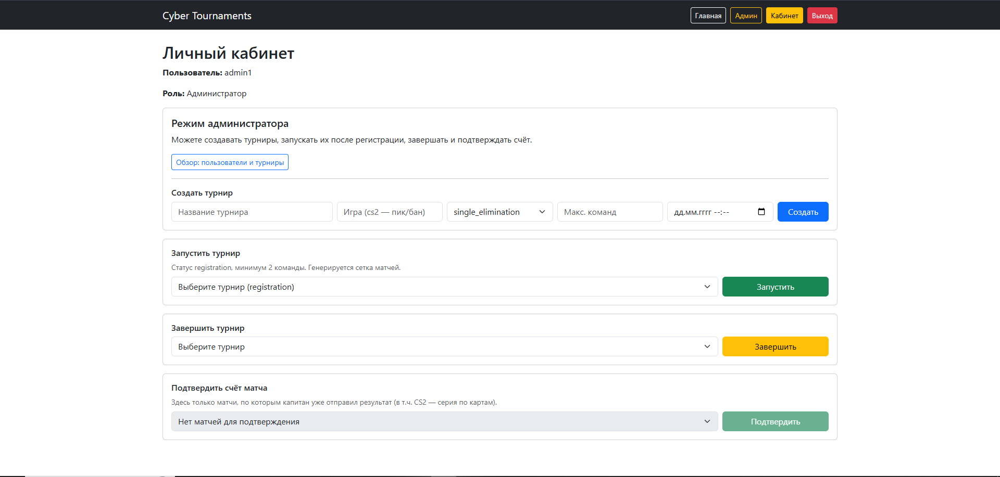 Cyber Tournaments
Главная
Админ
Кабинет
Выход
Личный кабинет
Пользователь: admin1
Роль: Администратор
Режим администратора
Можете создавать турниры, запускать их после регистрации, завершать и подтверждать счёт.
Обзор: пользователи и турниры
Создать турнир
Название турнира
Игра (cs2 — пик/бан)
single_elimination
Макс. команд
дд.мм.гггг --:--
Создать
Запустить турнир
Статус registration, минимум 2 команды. Генерируется сетка матчей.
Выберите турнир (registration)
Запустить
Завершить турнир
Выберите турнир
Завершить
Подтвердить счёт матча
Здесь только матчи, по которым капитан уже отправил результат (в т.ч. CS2 — серия по картам).
Нет матчей для подтверждения
Подтвердить